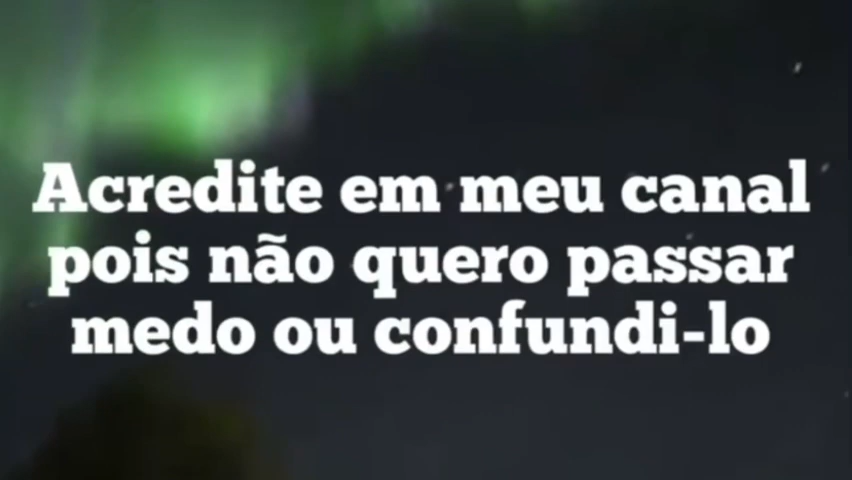 Acredite em meu canal
pois não quero passar
medo ou confundi-lo